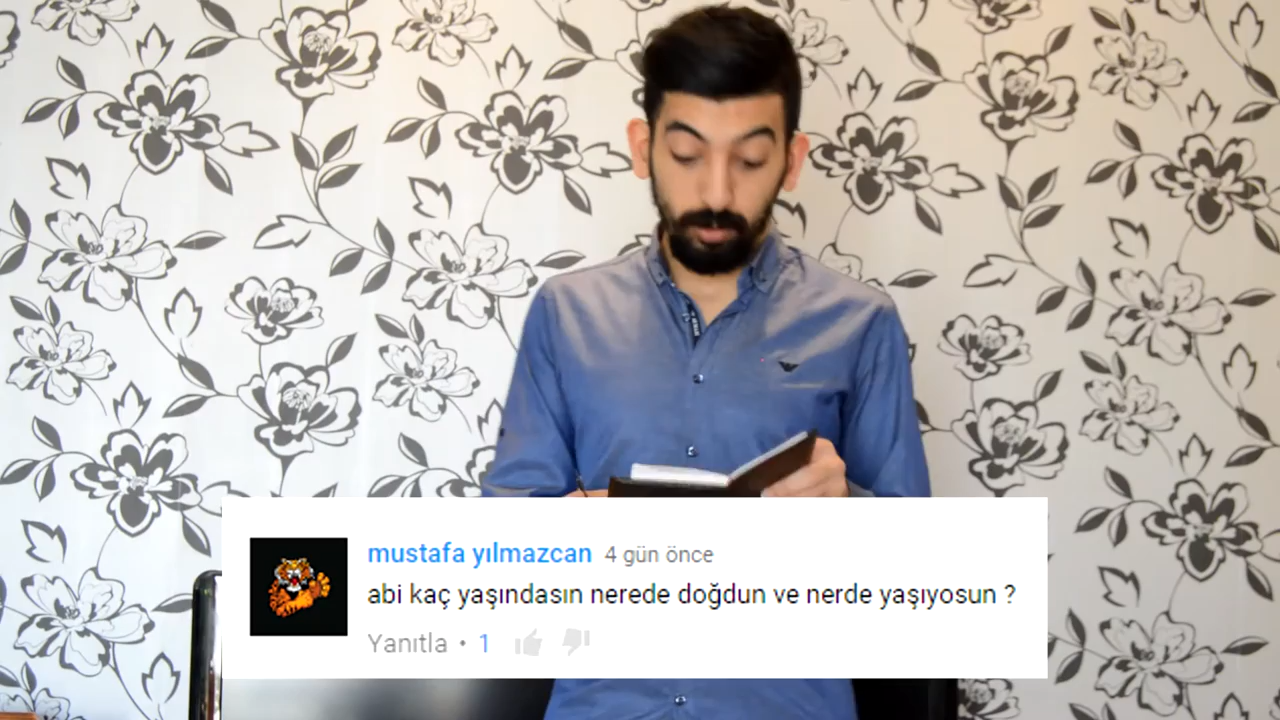 mustafa yılmazcan 4 gün önce
abi kaç yaşındasın nerede doğdun ve nerde yaşıyosun ?
Yanıtla • 1